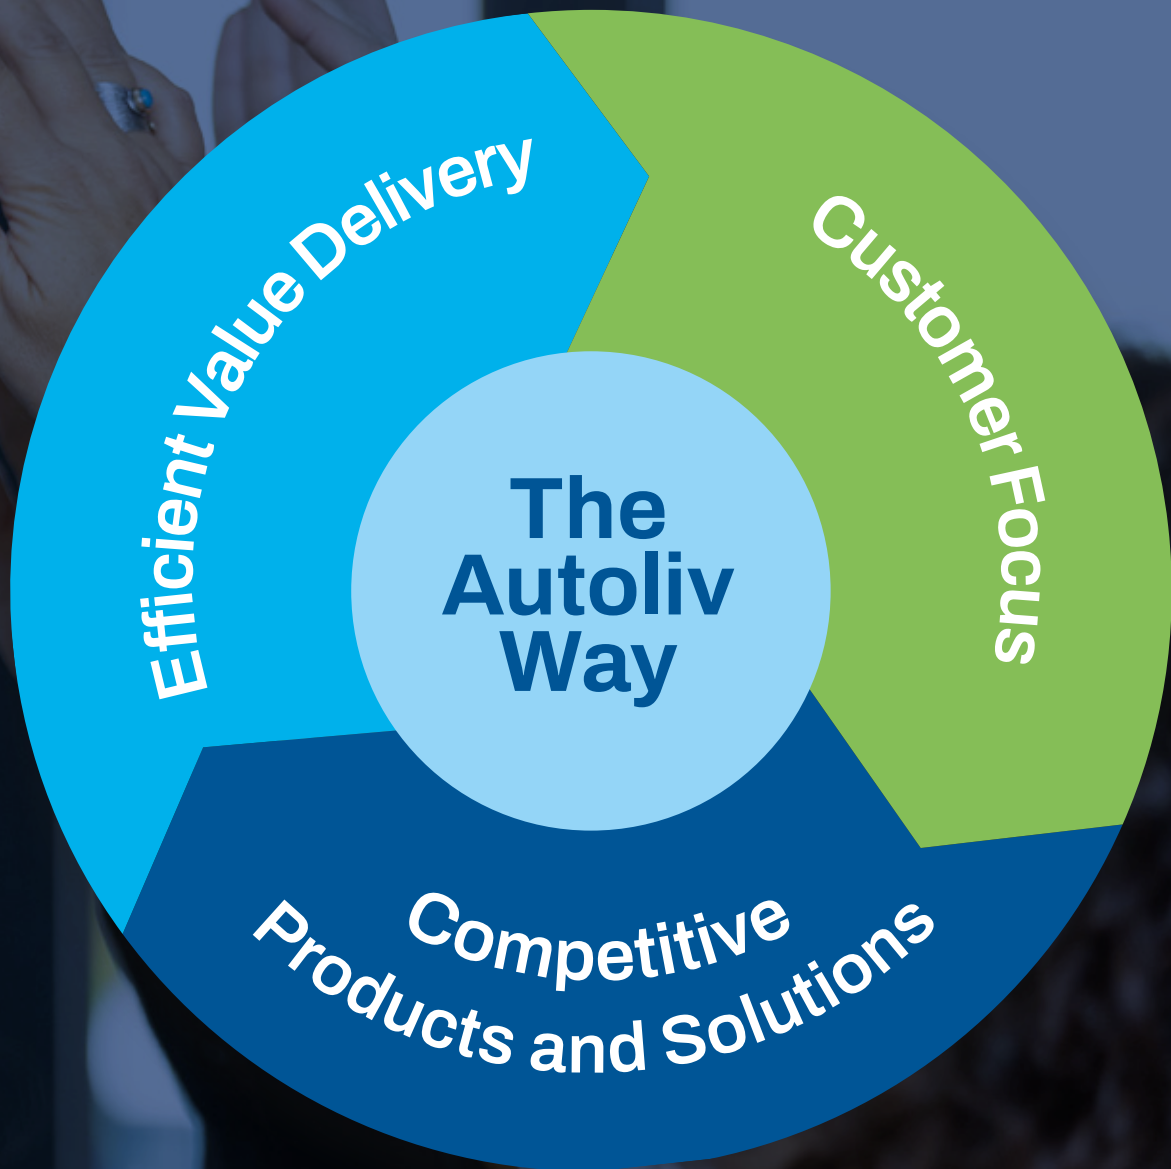 The
Autoliv
Way
Efficient Value Delivery
Customer Focus
Competitive
Products and Solutions